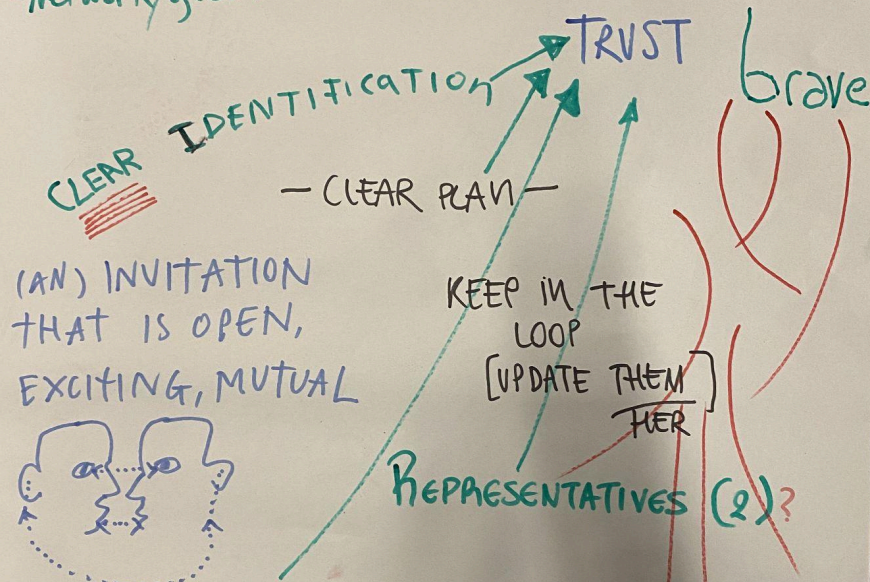 TRUST
brave
CLEAR IDENTIFICATION
— CLEAR PLAN —
(AN) INVITATION
THAT IS OPEN,
EXCITING, MUTUAL
KEEP IN THE
LOOP
[UPDATE THEM]
HER
REPRESENTATIVES (2)?